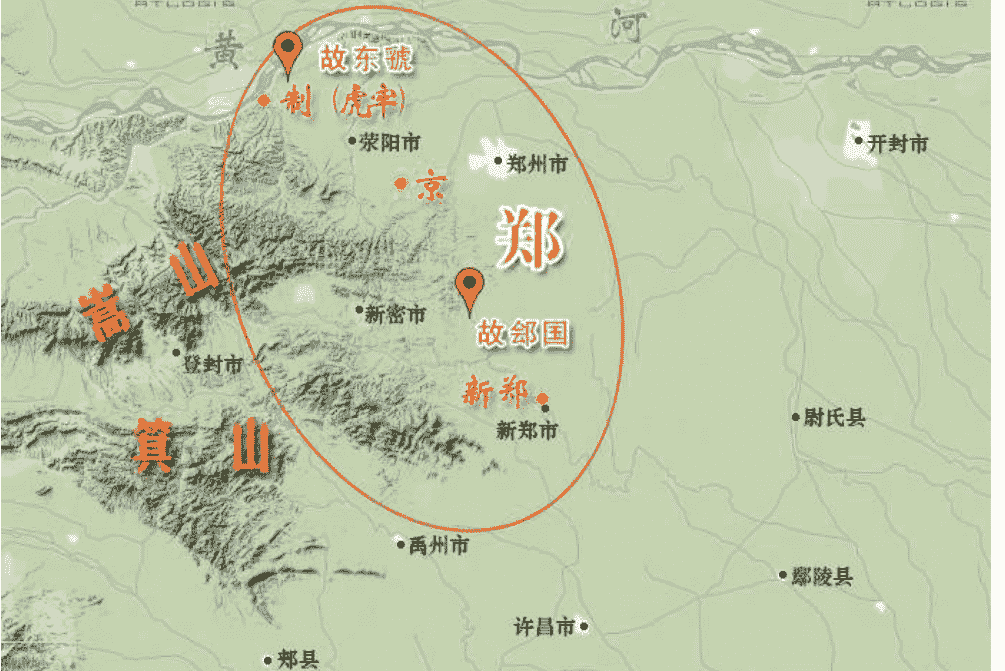 黄
河
故东虢
制（虎牢）
荥阳市
郑州市
开封市
京
郑
嵩山
新密市
故郐国
登封市
新郑
新郑市
尉氏县
箕山
禹州市
鄢陵县
许昌市
郏县